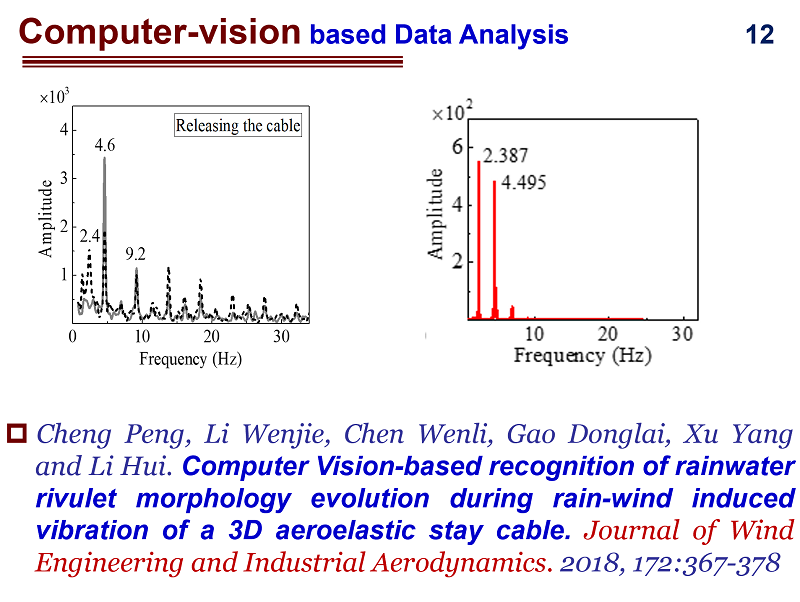 Computer-vision based Data Analysis 12
×10³
Releasing the cable
4
3
2
1
4.6
2.4
9.2
Amplitude
0 10 20 30
Frequency (Hz)
×10²
6
4
2
2.387
4.495
Amplitude
10 20 30
Frequency (Hz)
Cheng Peng, Li Wenjie, Chen Wenli, Gao Donglai, Xu Yang
and Li Hui. Computer Vision-based recognition of rainwater
rivulet morphology evolution during rain-wind induced
vibration of a 3D aeroelastic stay cable. Journal of Wind
Engineering and Industrial Aerodynamics. 2018, 172:367-378